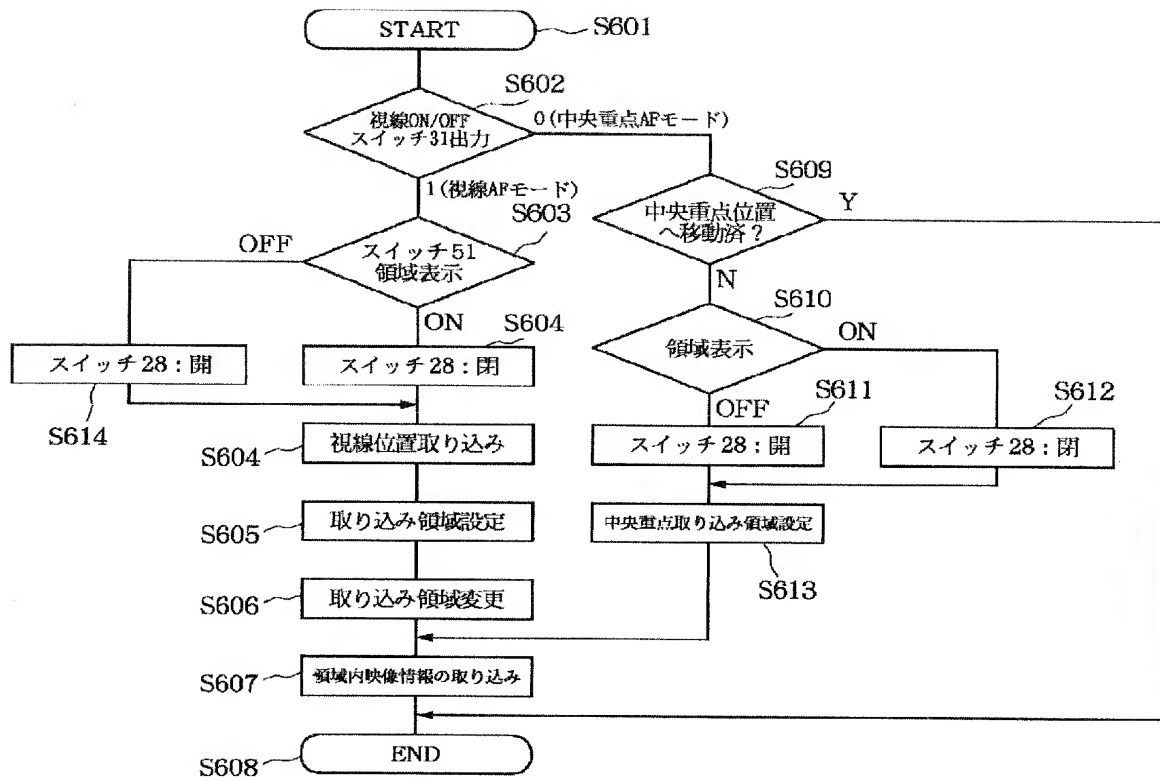 START
S601
S602
視線ON/OFF
スイッチ31出力
0(中央重点AFモード)
1(視線AFモード)
S603
OFF
スイッチ51
領域表示
ON
S604
スイッチ28:開
スイッチ28:閉
S614
S609
中央重点位置
へ移動済?
Y
N
S610
領域表示
ON
OFF
S611
S612
スイッチ28:開
スイッチ28:閉
視線位置取り込み
S604
取り込み領域設定
S605
中央重点取り込み領域設定
S613
取り込み領域変更
S606
領域内映像情報の取り込み
S607
END
S608